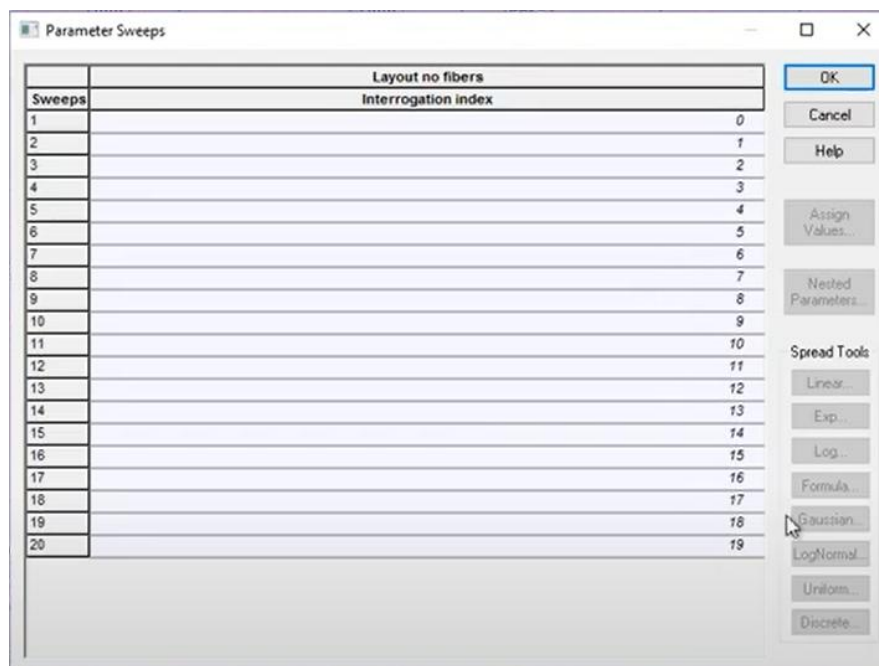 Parameter Sweeps
Layout no fibers
Sweeps Interrogation index
1 0
2 1
3 2
4 3
5 4
6 5
7 6
8 7
9 8
10 9
11 10
12 11
13 12
14 13
15 14
16 15
17 16
18 17
19 18
20 19
OK
Cancel
Help
Assign
Values...
Nested
Parameters...
Spread Tools
Linear...
Exp...
Log...
Formula...
Gaussian...
LogNormal...
Uniform...
Discrete...